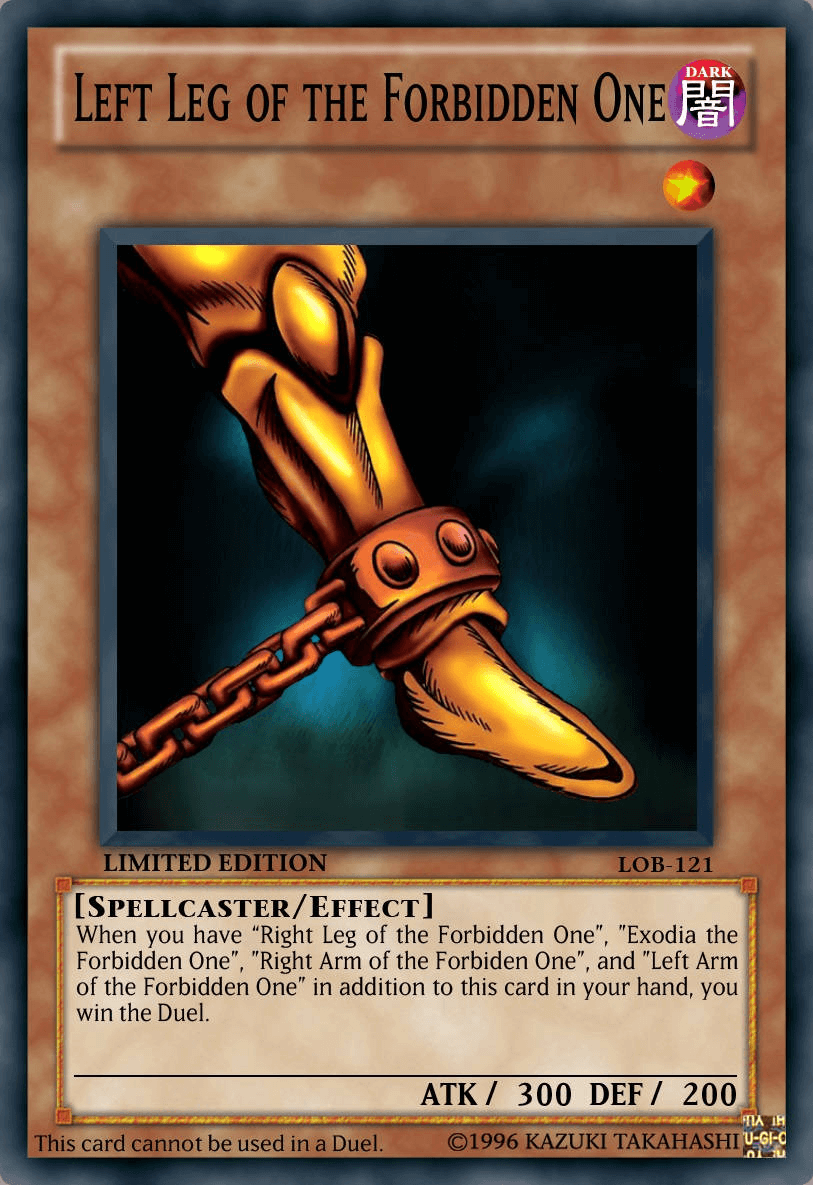 LEFT LEG OF THE FORBIDDEN ONE
DARK
闇
LIMITED EDITION
LOB-121
[SPELLCASTER/EFFECT]
When you have “Right Leg of the Forbidden One", "Exodia the
Forbidden One", "Right Arm of the Forbiden One", and "Left Arm
of the Forbidden One" in addition to this card in your hand, you
win the Duel.
ATK / 300 DEF / 200
This card cannot be used in a Duel.
©1996 KAZUKI TAKAHASHI
U-GI-O